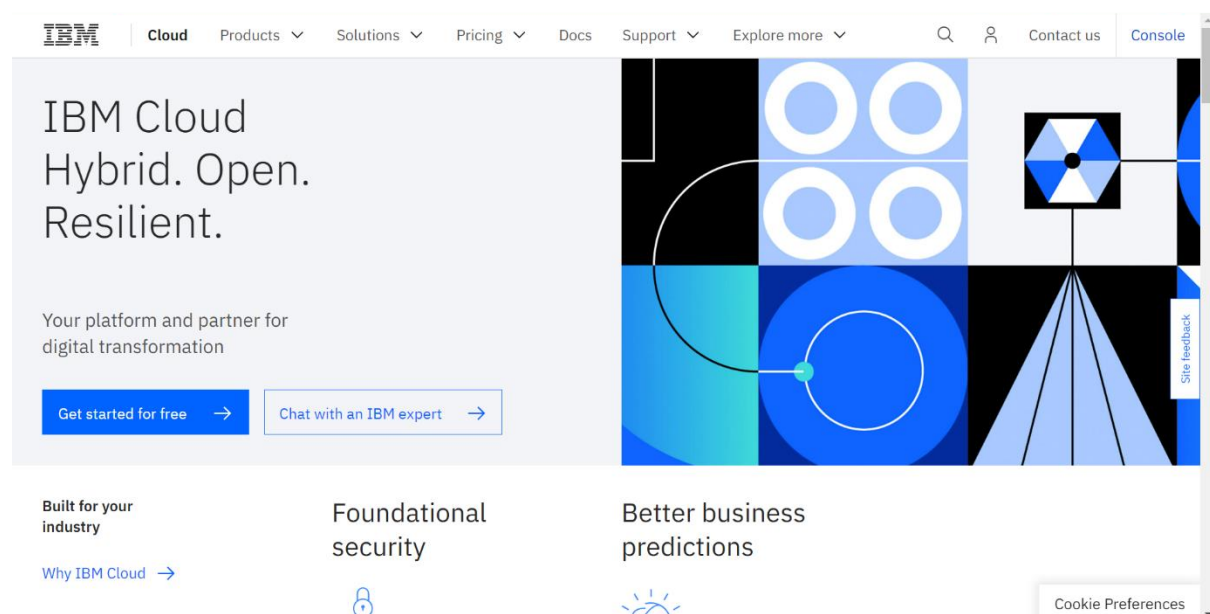 IBM Cloud Products Solutions Pricing Docs Support Explore more Contact us Console
IBM Cloud
Hybrid. Open.
Resilient.
Your platform and partner for
digital transformation
Get started for free
Chat with an IBM expert
Site feedback
Built for your
industry
Why IBM Cloud
Foundational
security
Better business
predictions
Cookie Preferences